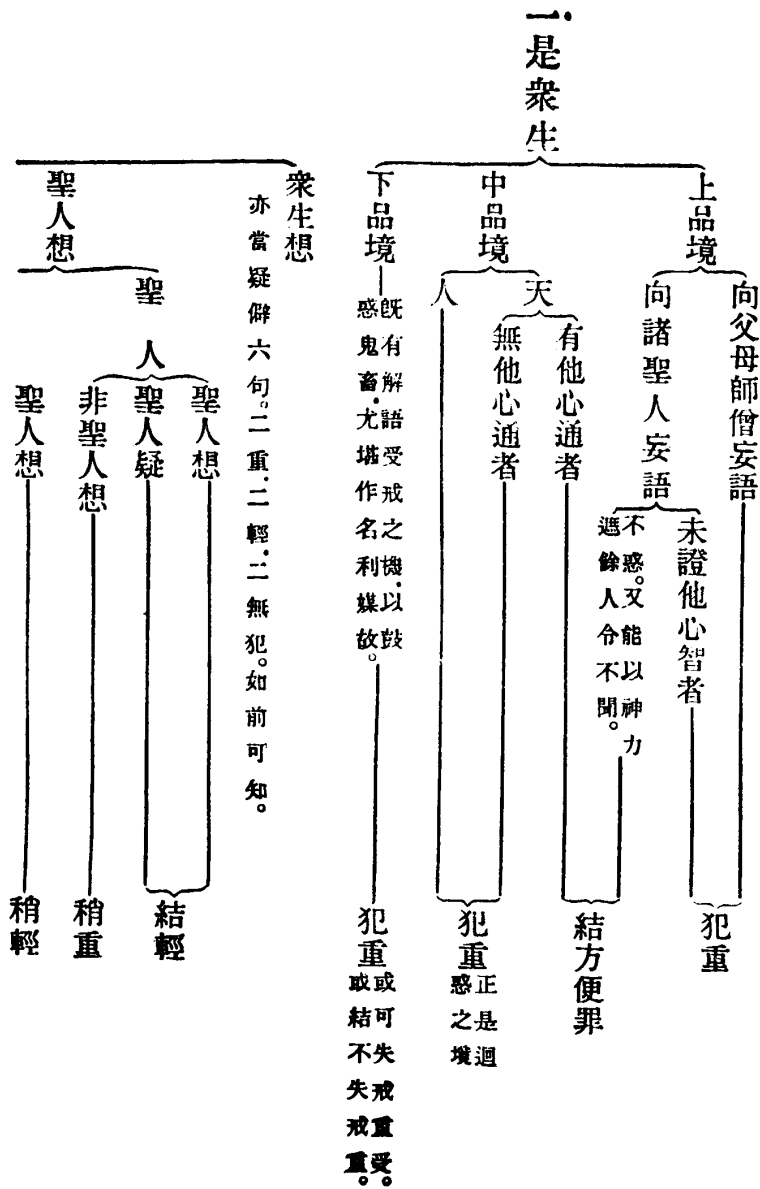 一是衆生
上品境
向父母師僧妄語
向諸聖人妄語
未證他心智者
不惑。又能以神力
遮餘人令不聞。
犯重
中品境
天
有他心通者
無他心通者
人
結方便罪
犯重
正是迴
惑之境
下品境
旣有解語受戒之機.以鼓
惑鬼畜.尤堪作名利媒故。
犯重
或可失戒重受。
或結不失戒重。
衆生想
亦當疑僻六句。二重.二輕.二無犯。如前可知。
聖人想
聖人
聖人想
聖人疑
非聖人想
聖人想
結輕
稍重
稍輕